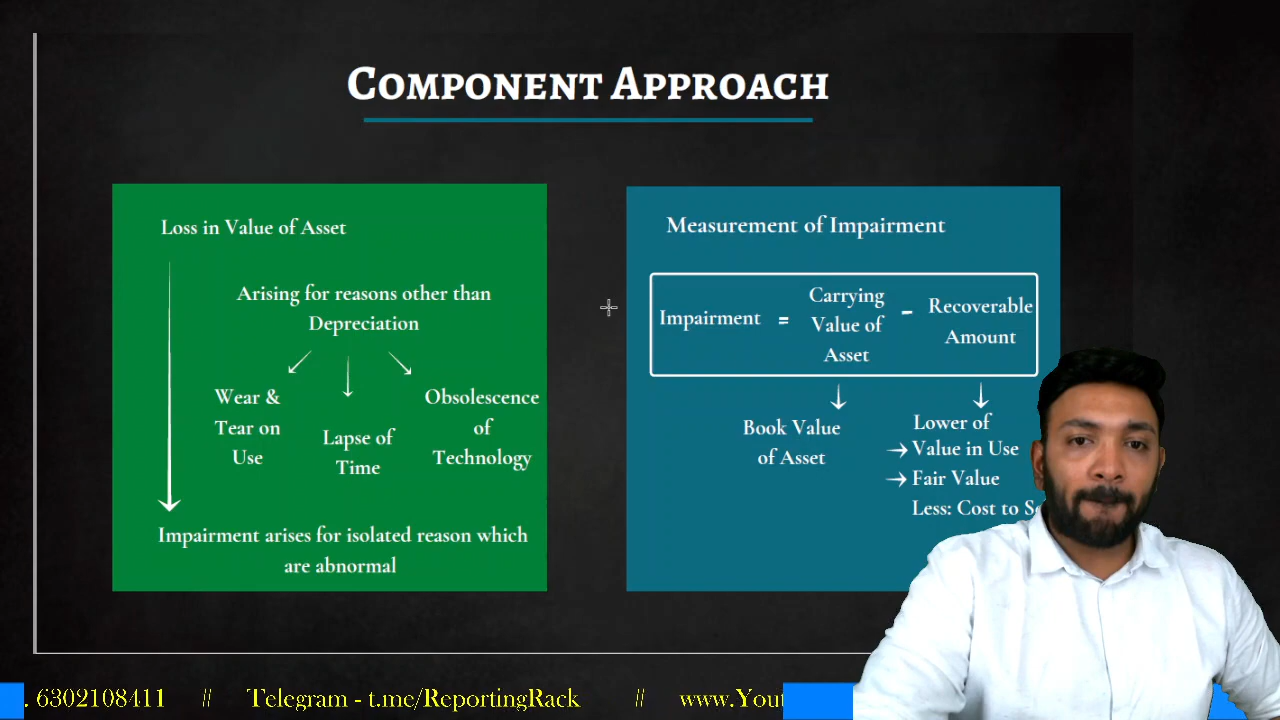 COMPONENT APPROACH
Loss in Value of Asset
Arising for reasons other than
Depreciation
Wear &
Tear on
Use
Lapse of
Time
Obsolescence
of
Technology
Impairment arises for isolated reason which
are abnormal
Measurement of Impairment
Impairment = Carrying
Value of
Asset
- Recoverable
Amount
Book Value
of Asset
Lower of
→ Value in Use
→ Fair Value
Less: Cost to
. 6302108411 // Telegram - t.me/ReportingRack // www.